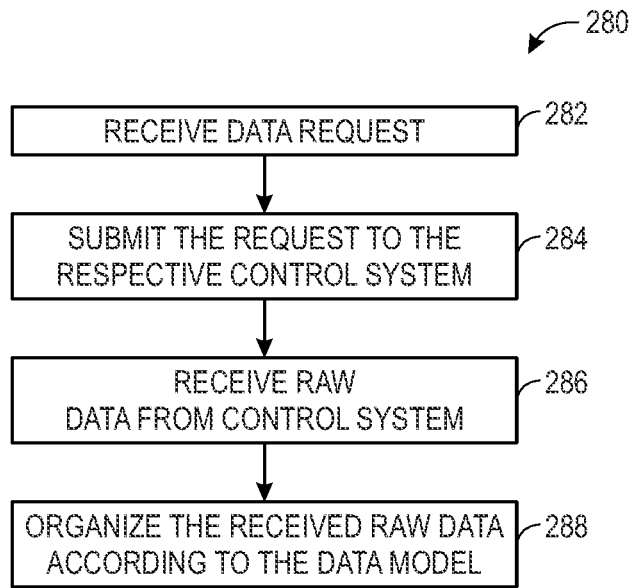 280
RECEIVE DATA REQUEST
282
SUBMIT THE REQUEST TO THE
RESPECTIVE CONTROL SYSTEM
284
RECEIVE RAW
DATA FROM CONTROL SYSTEM
286
ORGANIZE THE RECEIVED RAW DATA
ACCORDING TO THE DATA MODEL
288